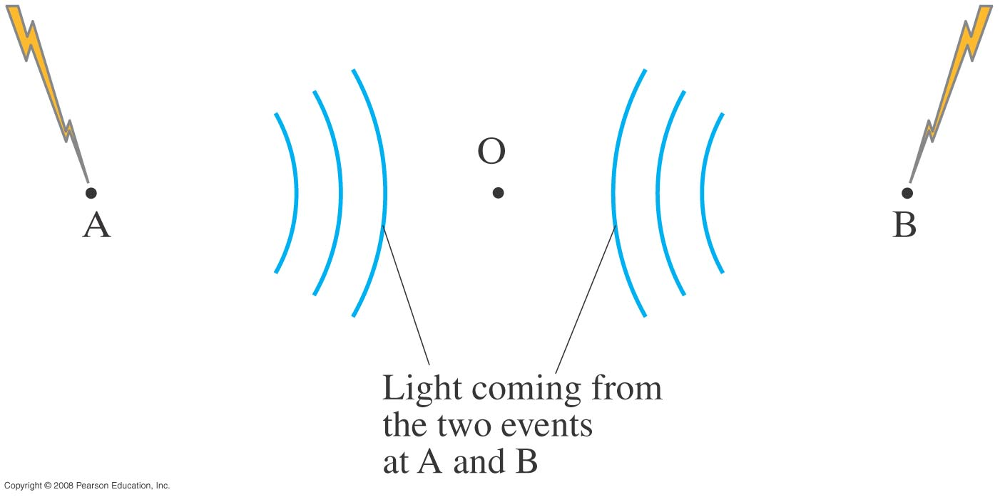 O
A
B
Light coming from
the two events
at A and B
Copyright © 2008 Pearson Education, Inc.